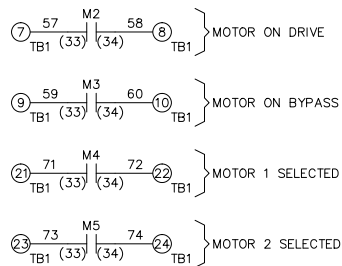 M2
7 57 58 8 MOTOR ON DRIVE
TB1 (33) (34) TB1
M3
9 59 60 10 MOTOR ON BYPASS
TB1 (33) (34) TB1
M4
21 71 72 22 MOTOR 1 SELECTED
TB1 (33) (34) TB1
M5
23 73 74 24 MOTOR 2 SELECTED
TB1 (33) (34) TB1